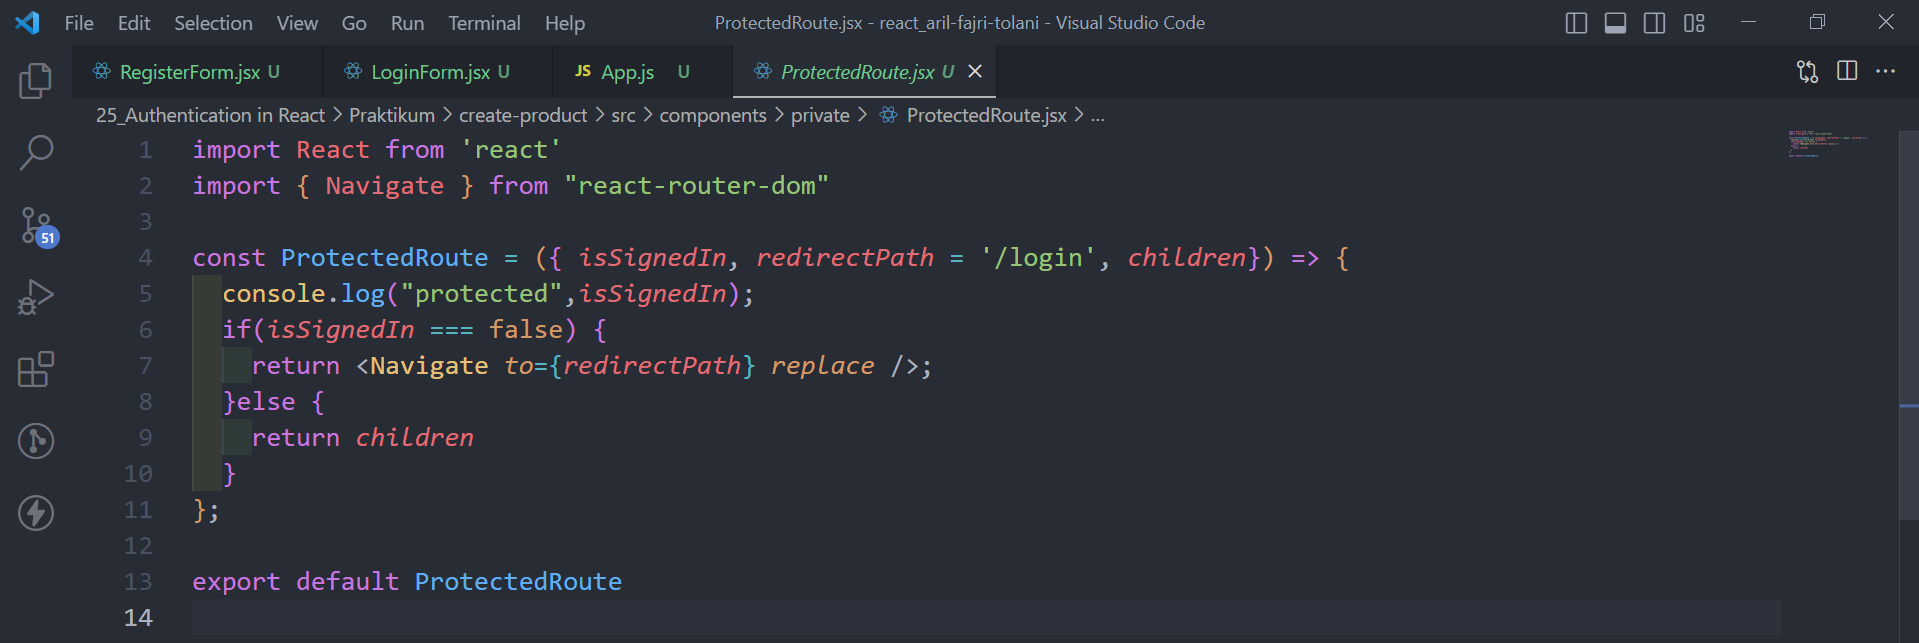 File Edit Selection View Go Run Terminal Help ProtectedRoute.jsx - react_aril-fajri-tolani - Visual Studio Code
RegisterForm.jsx U LoginForm.jsx U JS App.js U ProtectedRoute.jsx U
25_Authentication in React > Praktikum > create-product > src > components > private > ProtectedRoute.jsx > ...
51
1 import React from 'react'
2 import { Navigate } from "react-router-dom"
3
4 const ProtectedRoute = ({ isSignedIn, redirectPath = '/login', children}) => {
5 console.log("protected",isSignedIn);
6 if(isSignedIn === false) {
7 return <Navigate to={redirectPath} replace />;
8 }else {
9 return children
10 }
11 };
12
13 export default ProtectedRoute
14